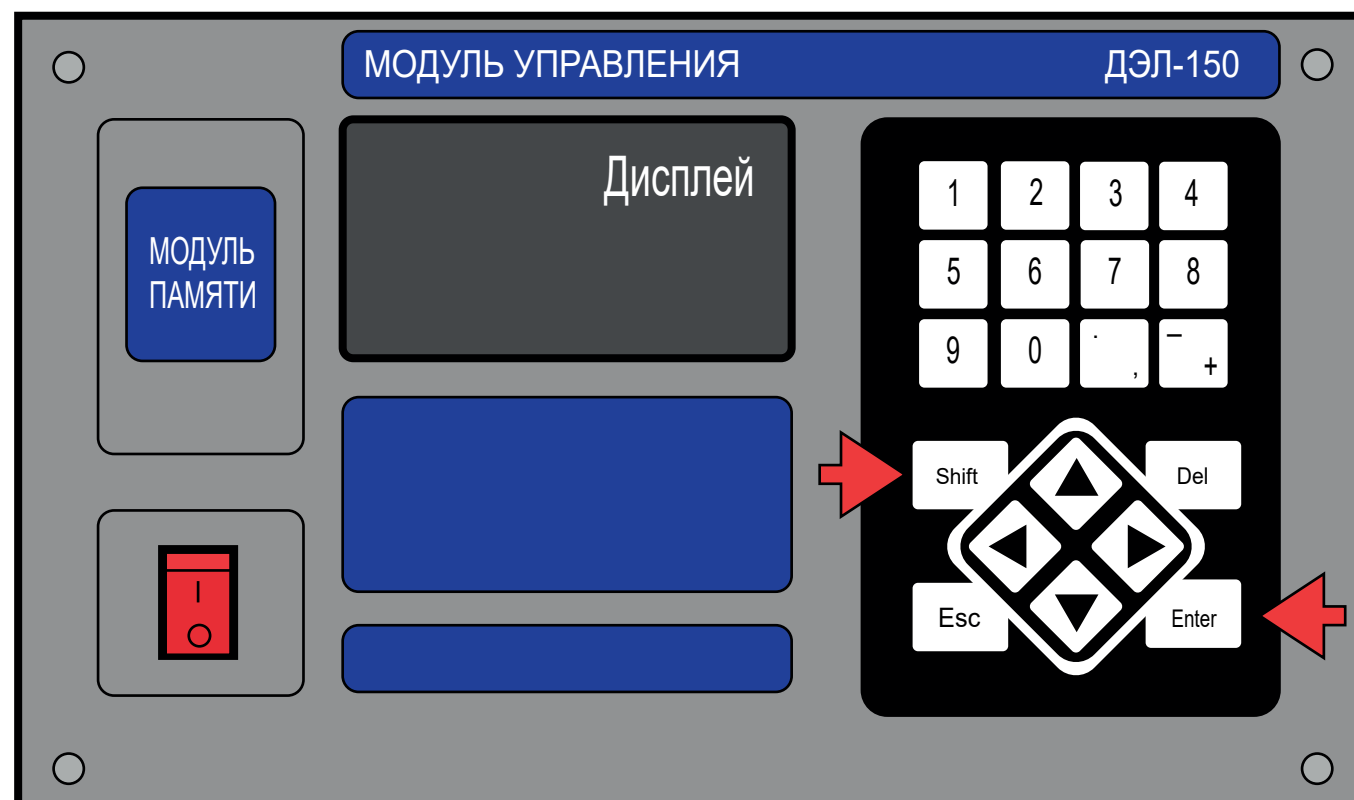 МОДУЛЬ УПРАВЛЕНИЯ ДЭЛ-150
МОДУЛЬ
ПАМЯТИ
Дисплей
1 2 3 4
5 6 7 8
9 0 . , – +
Shift Del
Esc Enter
I
O